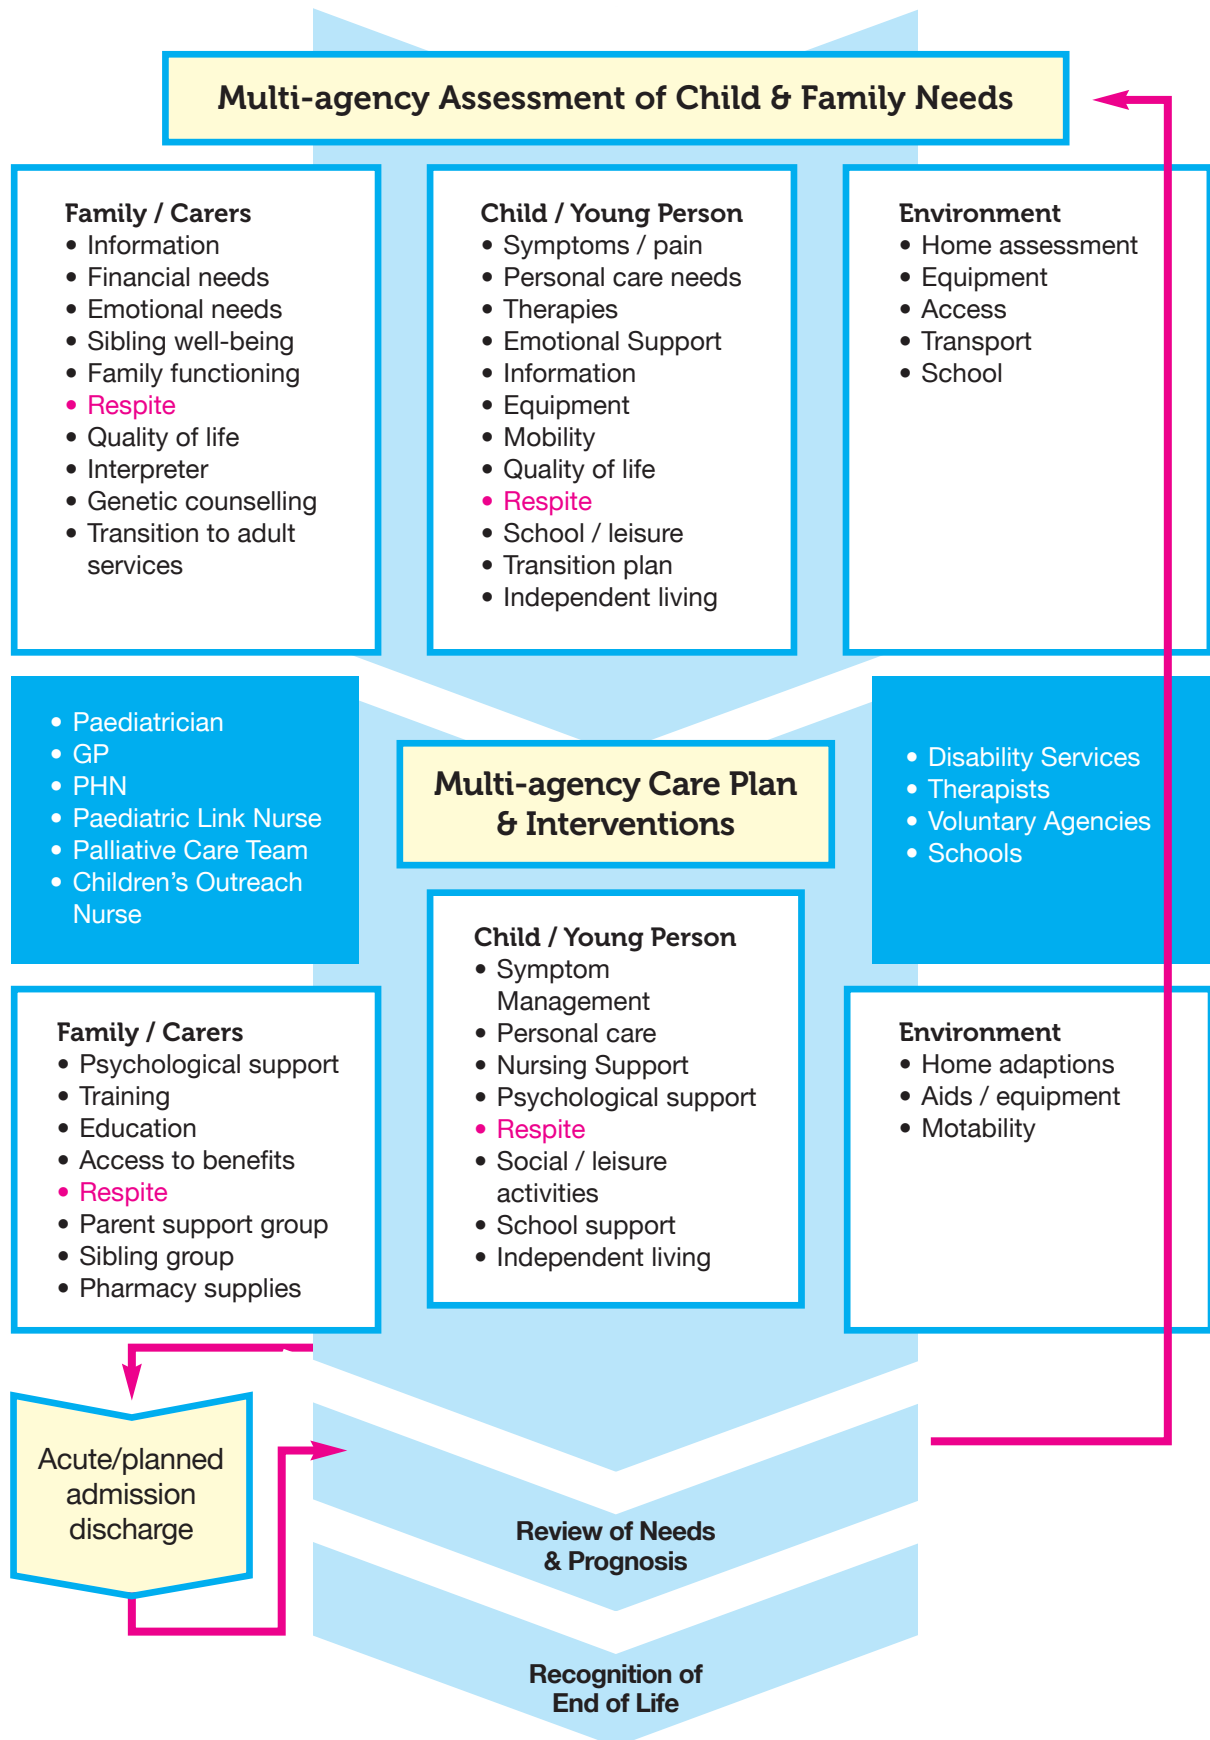 Multi-agency Assessment of Child & Family Needs
Family / Carers
• Information
• Financial needs
• Emotional needs
• Sibling well-being
• Family functioning
• Respite
• Quality of life
• Interpreter
• Genetic counselling
• Transition to adult
services
Child / Young Person
• Symptoms / pain
• Personal care needs
• Therapies
• Emotional Support
• Information
• Equipment
• Mobility
• Quality of life
• Respite
• School / leisure
• Transition plan
• Independent living
Environment
• Home assessment
• Equipment
• Access
• Transport
• School
• Paediatrician
• GP
• PHN
• Paediatric Link Nurse
• Palliative Care Team
• Children’s Outreach
Nurse
Multi-agency Care Plan
& Interventions
• Disability Services
• Therapists
• Voluntary Agencies
• Schools
Family / Carers
• Psychological support
• Training
• Education
• Access to benefits
• Respite
• Parent support group
• Sibling group
• Pharmacy supplies
Child / Young Person
• Symptom
Management
• Personal care
• Nursing Support
• Psychological support
• Respite
• Social / leisure
activities
• School support
• Independent living
Environment
• Home adaptions
• Aids / equipment
• Motability
Acute/planned
admission
discharge
Review of Needs
& Prognosis
Recognition of
End of Life